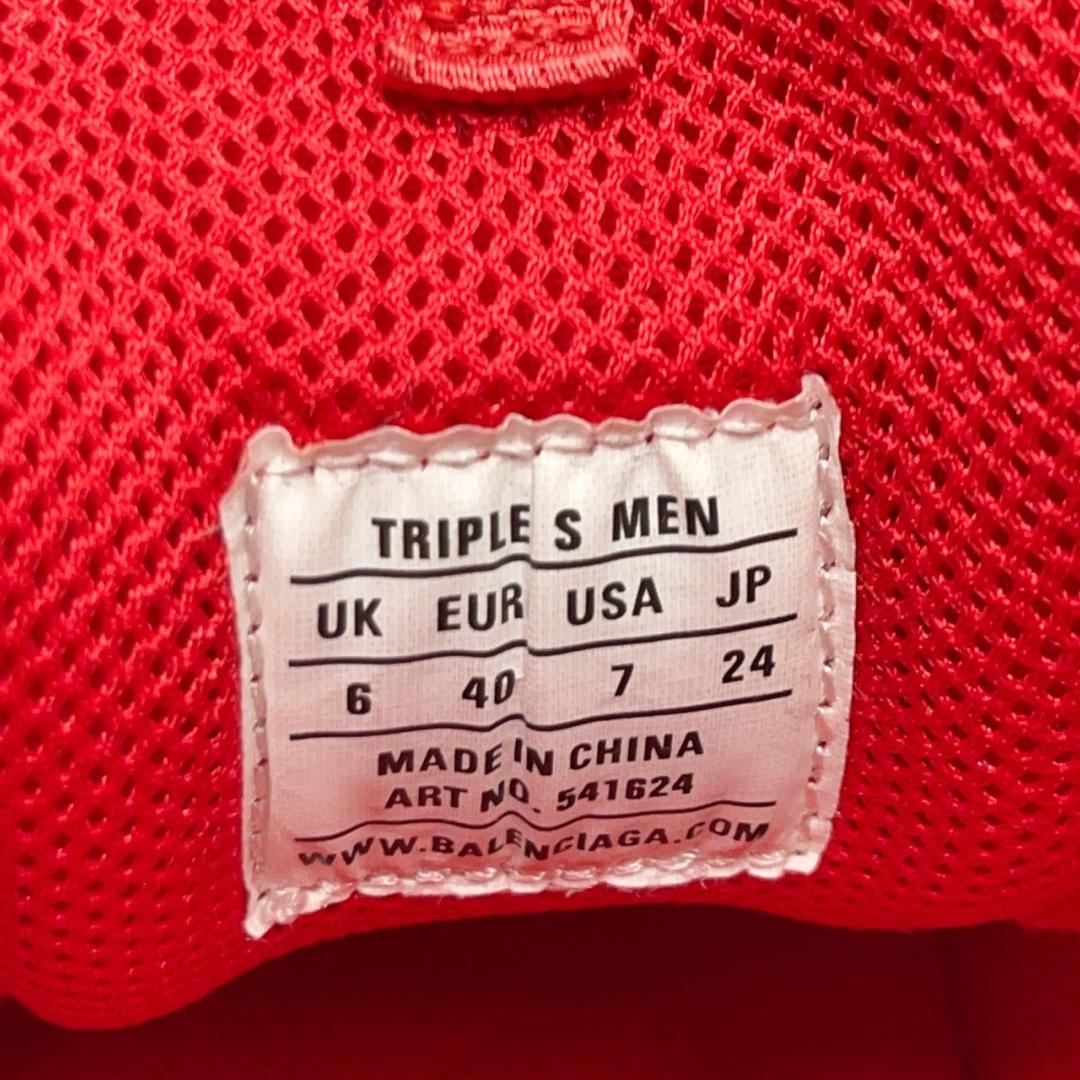 TRIPLE S MEN
UK EUR USA JP
6 40 7 24
MADE IN CHINA
ART NO. 541624
WWW.BALENCIAGA.COM